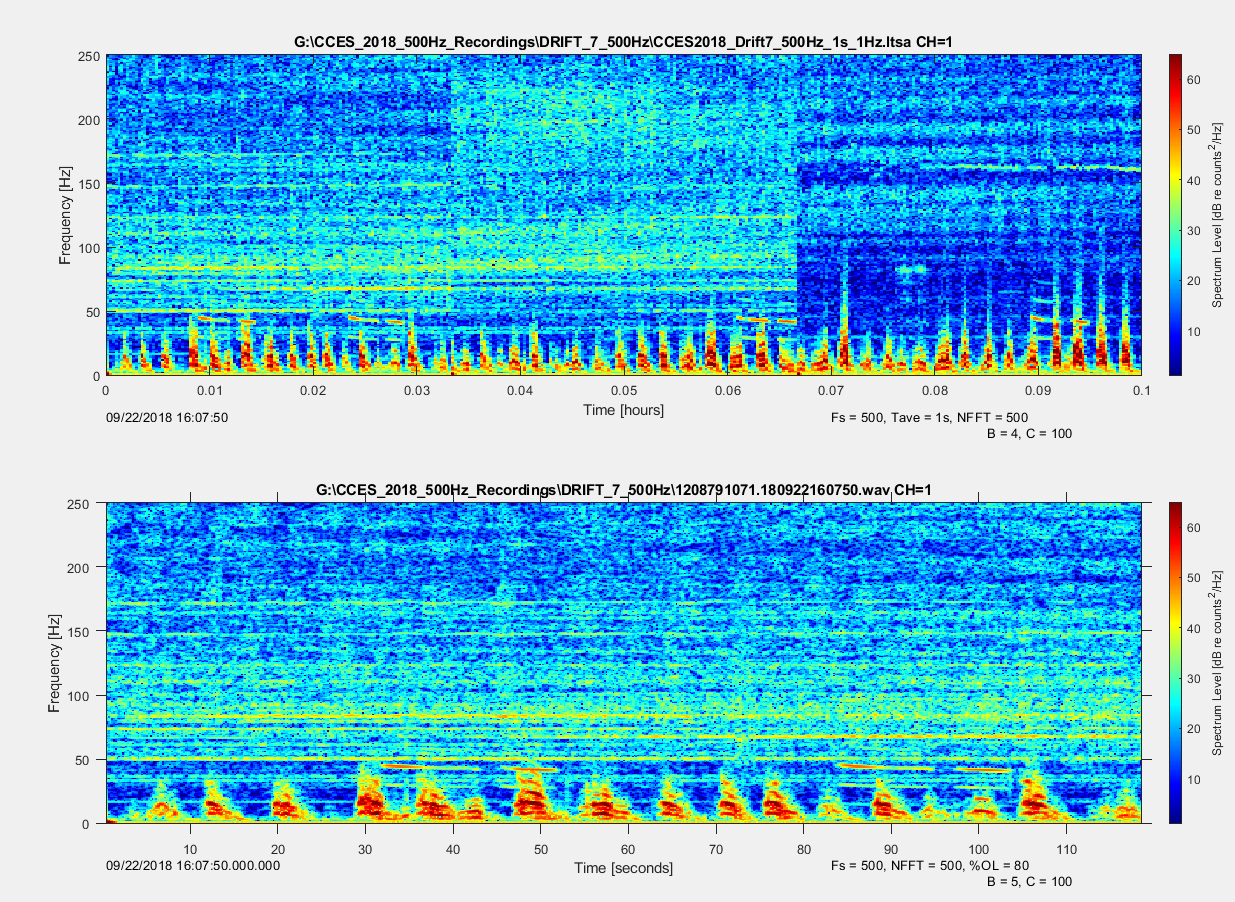 G:\CCES_2018_500Hz_Recordings\DRIFT_7_500Hz\CCES2018_Drift7_500Hz_1s_1Hz.ltsa CH=1
250
200
150
100
50
0
Frequency [Hz]
0 0.01 0.02 0.03 0.04 0.05 0.06 0.07 0.08 0.09 0.1
Time [hours]
09/22/2018 16:07:50
Fs = 500, Tave = 1s, NFFT = 500
B = 4, C = 100
60
50
40
30
20
10
Spectrum Level [dB re counts²/Hz]
G:\CCES_2018_500Hz_Recordings\DRIFT_7_500Hz\1208791071.180922160750.wav CH=1
250
200
150
100
50
0
Frequency [Hz]
10 20 30 40 50 60 70 80 90 100 110
Time [seconds]
09/22/2018 16:07:50.000.000
Fs = 500, NFFT = 500, %OL = 80
B = 5, C = 100
60
50
40
30
20
10
Spectrum Level [dB re counts²/Hz]